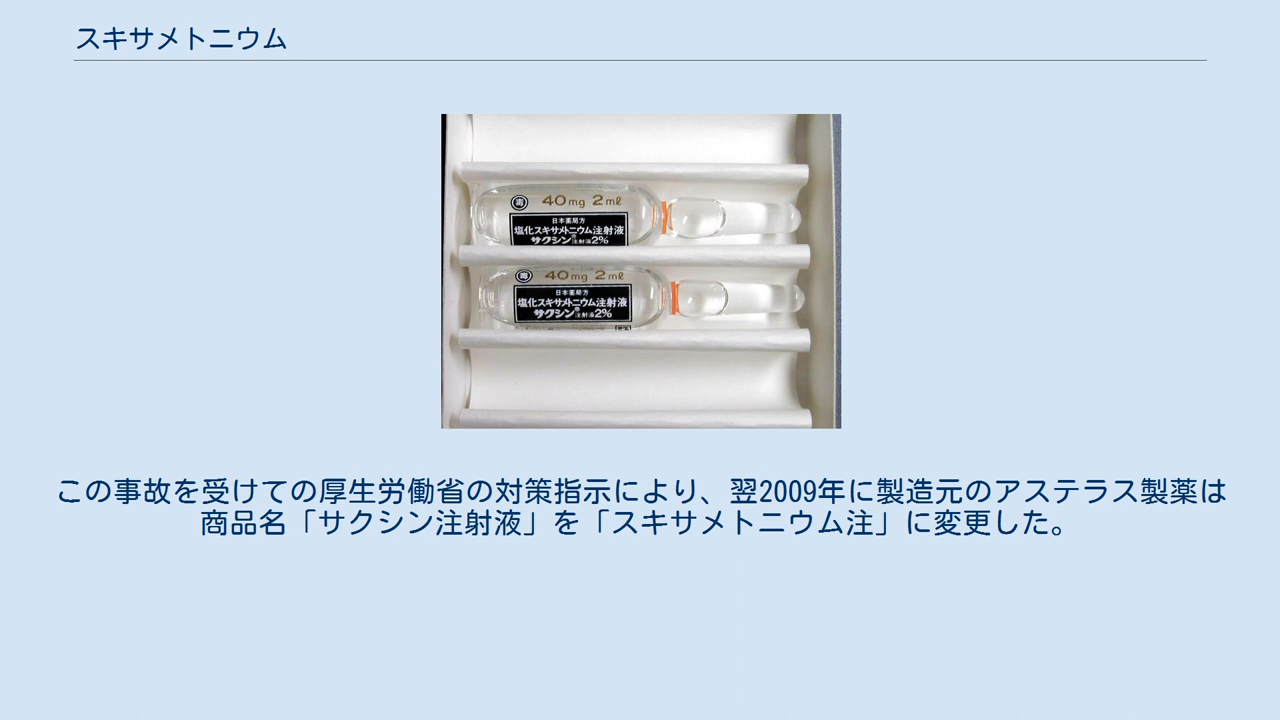 スキサメトニウム
毒 40mg 2mℓ
日本薬局方
塩化スキサメトニウム注射液
サクシン®注射液2%
毒 40mg 2mℓ
日本薬局方
塩化スキサメトニウム注射液
サクシン®注射液2%
この事故を受けての厚生労働省の対策指示により、翌2009年に製造元のアステラス製薬は
商品名「サクシン注射液」を「スキサメトニウム注」に変更した。